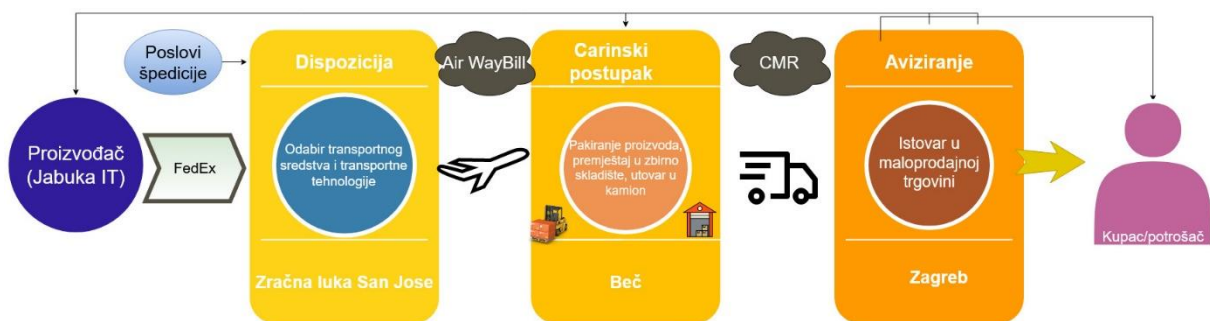 Poslovi
špedicije
Proizvođač
(Jabuka IT)
FedEx
Dispozicija
Odabir transportnog
sredstva i transportne
tehnologije
Zračna luka San Jose
Air WayBill
Carinski
postupak
Pakiranje proizvoda,
premještaj u zbirno
skladište, utovar u
kamion
Beč
CMR
Aviziranje
Istovar u
maloprodajnoj
trgovini
Zagreb
Kupac/potrošač